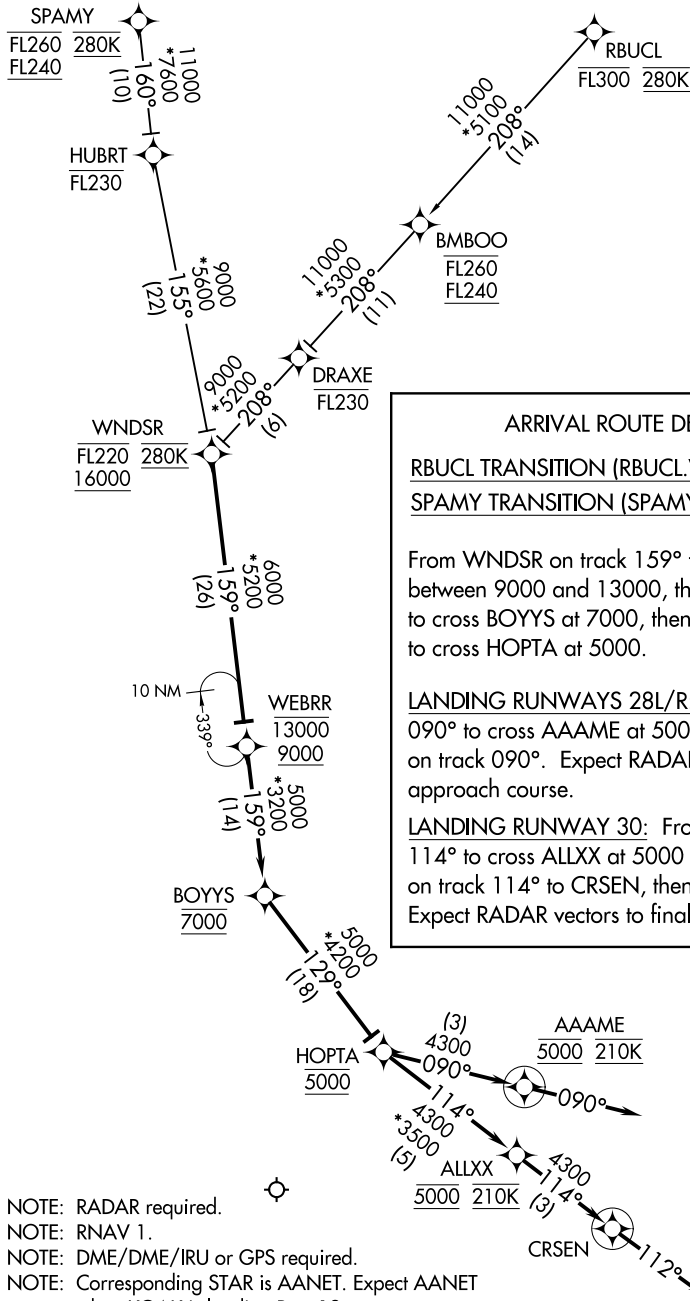 SPAMY
FL260 280K
FL240
11000
*7600
160°
(10)
RBUCL
FL300 280K
11000
*5100
208°
(14)
HUBRT
FL230
BMBOO
FL260
FL240
9000
*5600
155°
(22)
11000
*5300
208°
(11)
DRAXE
FL230
9000
*5200
208°
(6)
WNDSR
FL220 280K
16000
ARRIVAL ROUTE DE
RBUCL TRANSITION (RBUCL.
SPAMY TRANSITION (SPAMY
From WNDSR on track 159°
between 9000 and 13000, th
to cross BOYYS at 7000, then
to cross HOPTA at 5000.
LANDING RUNWAYS 28L/R
090° to cross AAAME at 500
on track 090°. Expect RADAR
approach course.
LANDING RUNWAY 30: Fro
114° to cross ALLXX at 5000
on track 114° to CRSEN, then
Expect RADAR vectors to final
6000
*5200
159°
(26)
10 NM
339°
WEBRR
13000
9000
5000
*3200
159°
(14)
BOYYS
7000
5000
*4200
129°
(18)
HOPTA
5000
(3)
4300
090°
AAAME
5000 210K
090°
114°
4300
*3500
(5)
ALLXX
5000 210K
4300
114°
(3)
CRSEN
112°
NOTE: RADAR required.
NOTE: RNAV 1.
NOTE: DME/DME/IRU or GPS required.
NOTE: Corresponding STAR is AANET. Expect AANET